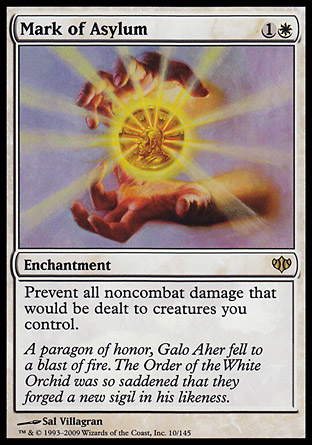 Mark of Asylum 1
Enchantment
Prevent all noncombat damage that
would be dealt to creatures you
control.
A paragon of honor, Galo Aher fell to
a blast of fire. The Order of the White
Orchid was so saddened that they
forged a new sigil in his likeness.
Sal Villagran
™ & © 1993–2009 Wizards of the Coast, Inc. 10/145